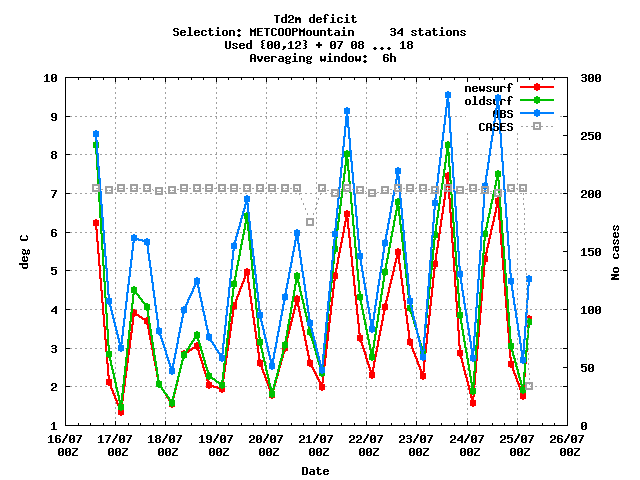 Td2m deficit
Selection: METCOOPMountain     34 stations
Used {00,12} + 07 08 ... 18
Averaging window:  6h
10 300
newsurf
oldsurf
OBS
CASES
9 250
8
7 200
6
deg C
No cases
5 150
4 100
3
2 50
1 0
16/07 17/07 18/07 19/07 20/07 21/07 22/07 23/07 24/07 25/07 26/07
00Z 00Z 00Z 00Z 00Z 00Z 00Z 00Z 00Z 00Z 00Z
Date